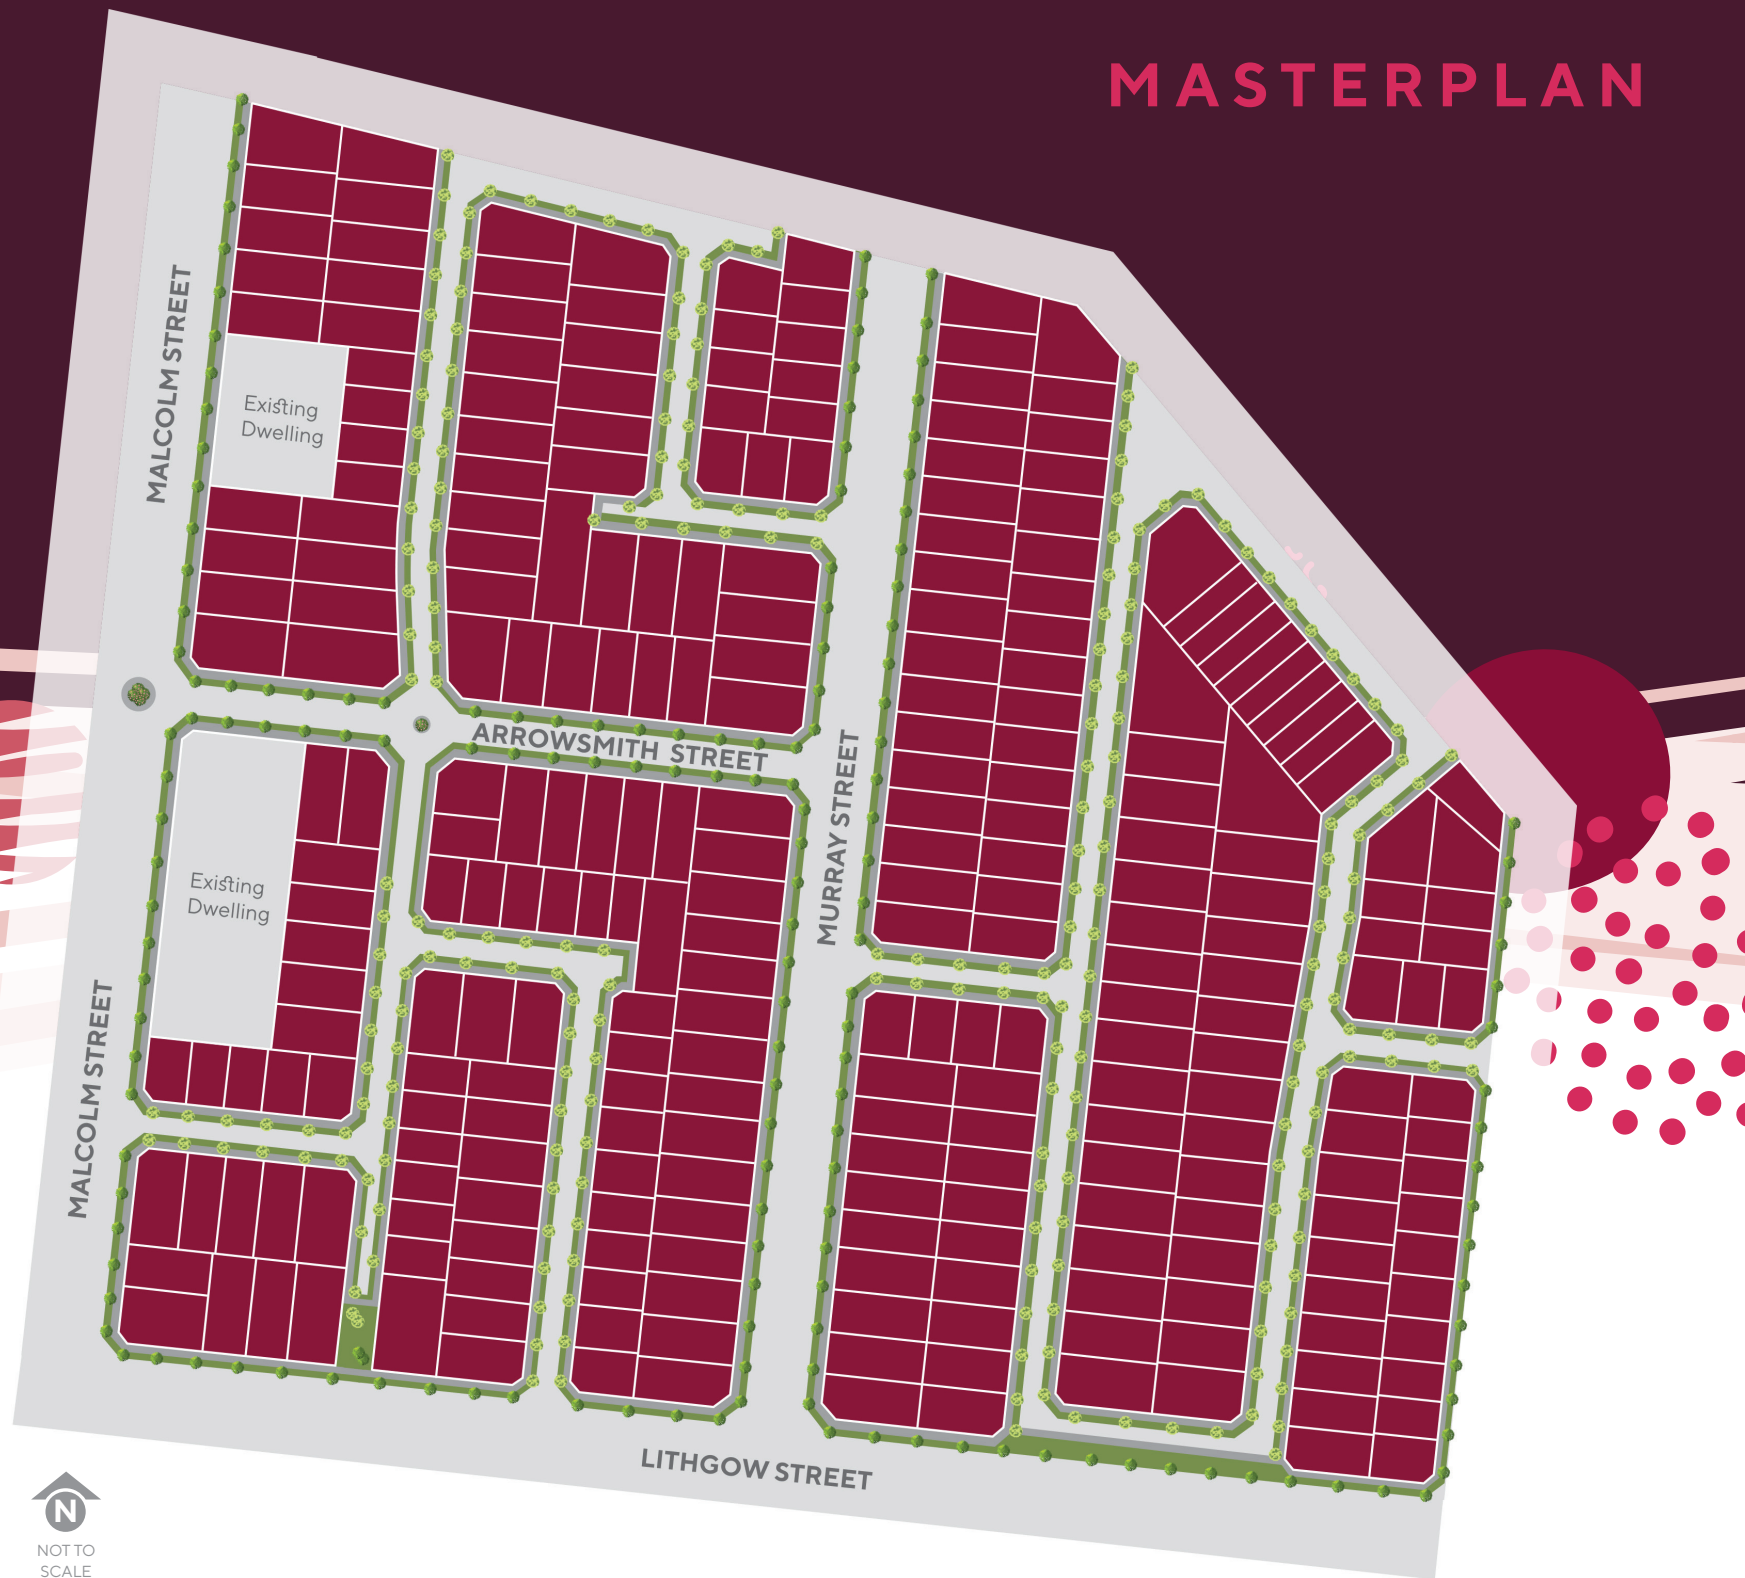 MASTERPLAN
MALCOLM STREET
Existing
Dwelling
ARROWSMITH STREET
MURRAY STREET
Existing
Dwelling
MALCOLM STREET
LITHGOW STREET
N
NOT TO
SCALE